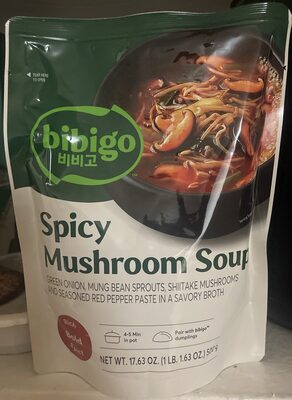 TEAR HERE
TO OPEN
bibigo
비비고
Spicy
Mushroom Soup
GREEN ONION, MUNG BEAN SPROUTS, SHIITAKE MUSHROOMS
AND SEASONED RED PEPPER PASTE IN A SAVORY BROTH
4-5 Min
in pot
Pair with bibigo™
dumplings
NET WT. 17.63 OZ. (1 LB. 1.63 OZ.) 500 g